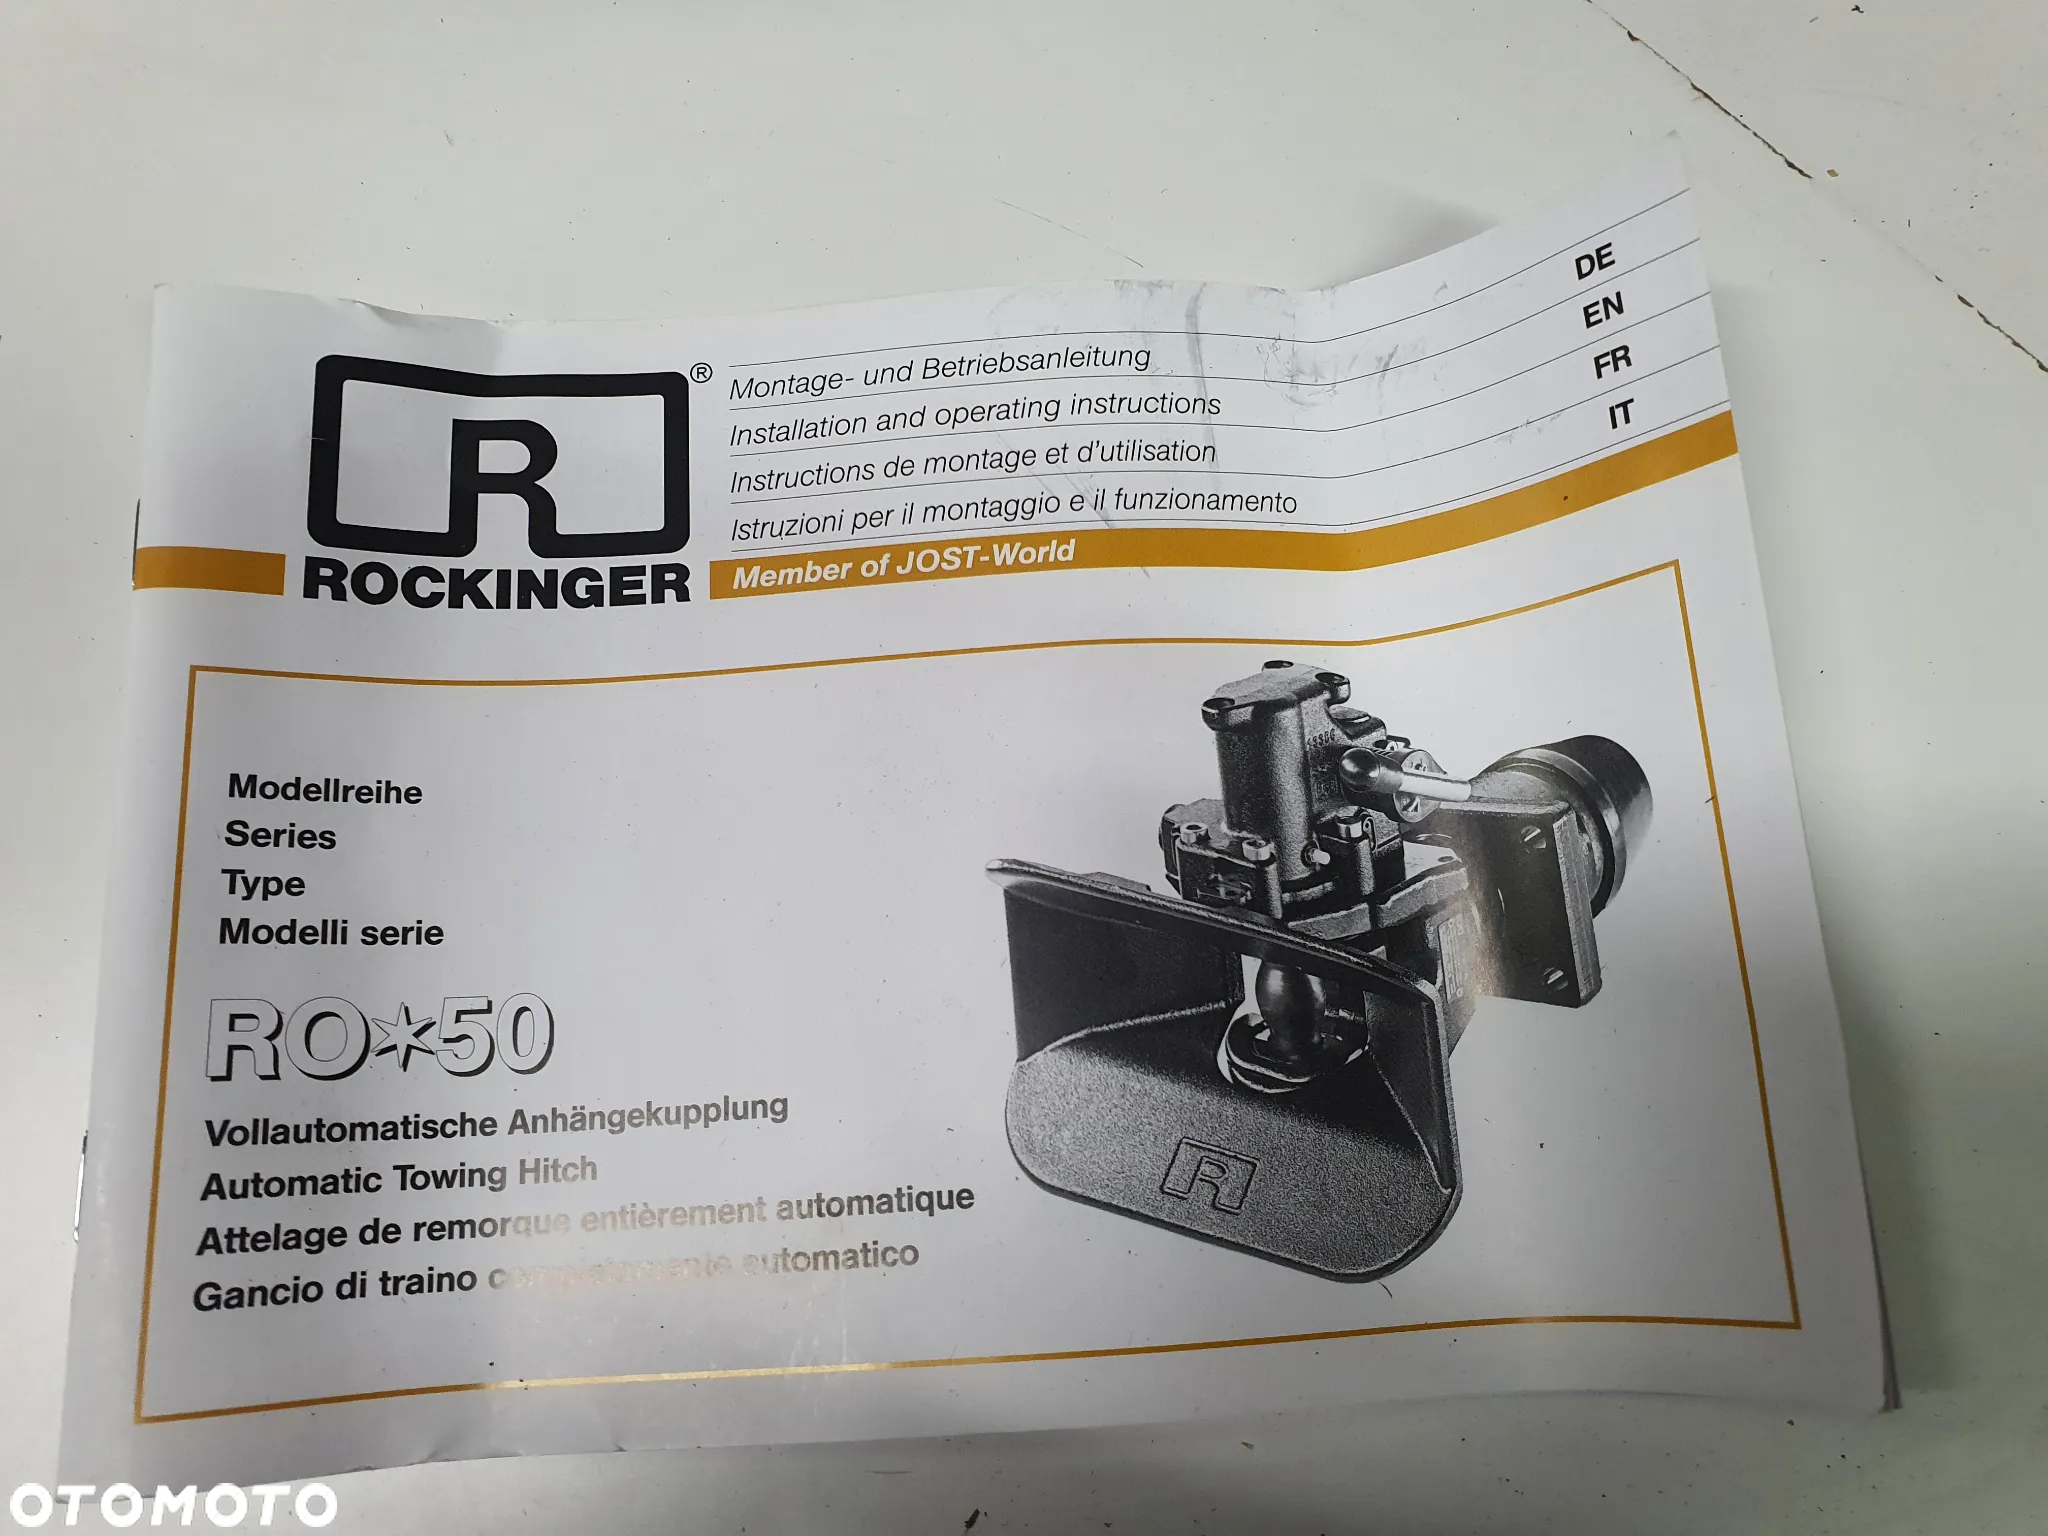 R®
ROCKINGER
Montage- und Betriebsanleitung DE
Installation and operating instructions EN
Instructions de montage et d'utilisation FR
Istruzioni per il montaggio e il funzionamento IT
Member of JOST-World
Modellreihe
Series
Type
Modelli serie
RO*50
Vollautomatische Anhängekupplung
Automatic Towing Hitch
Attelage de remorque entièrement automatique
Gancio di traino completamente automatico
R
OTOMOTO